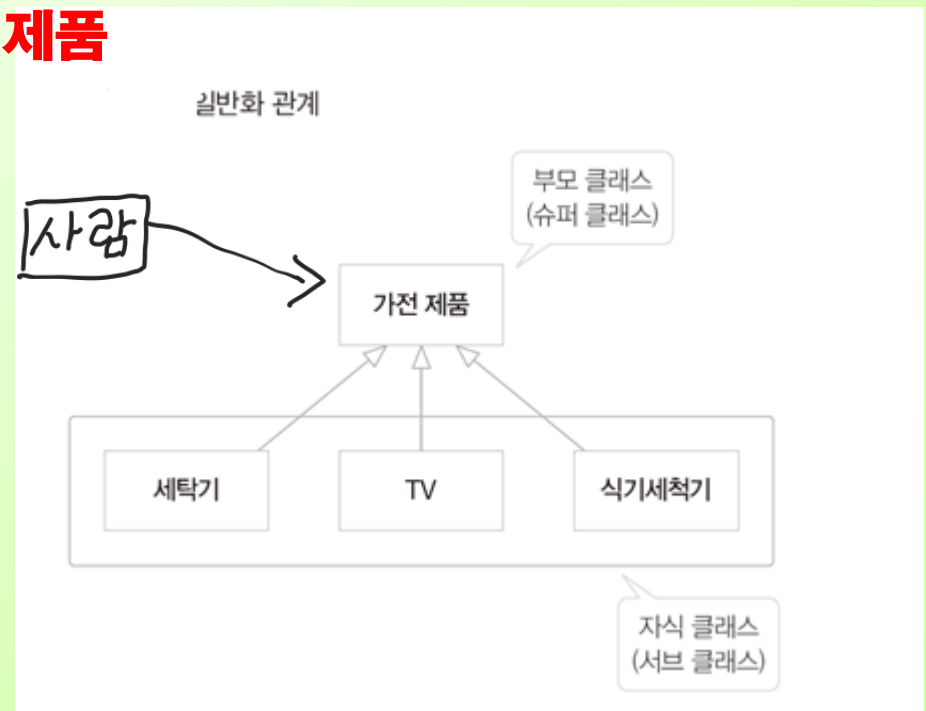 제품
일반화 관계
부모 클래스
(슈퍼 클래스)
사람
가전 제품
세탁기
TV
식기세척기
자식 클래스
(서브 클래스)